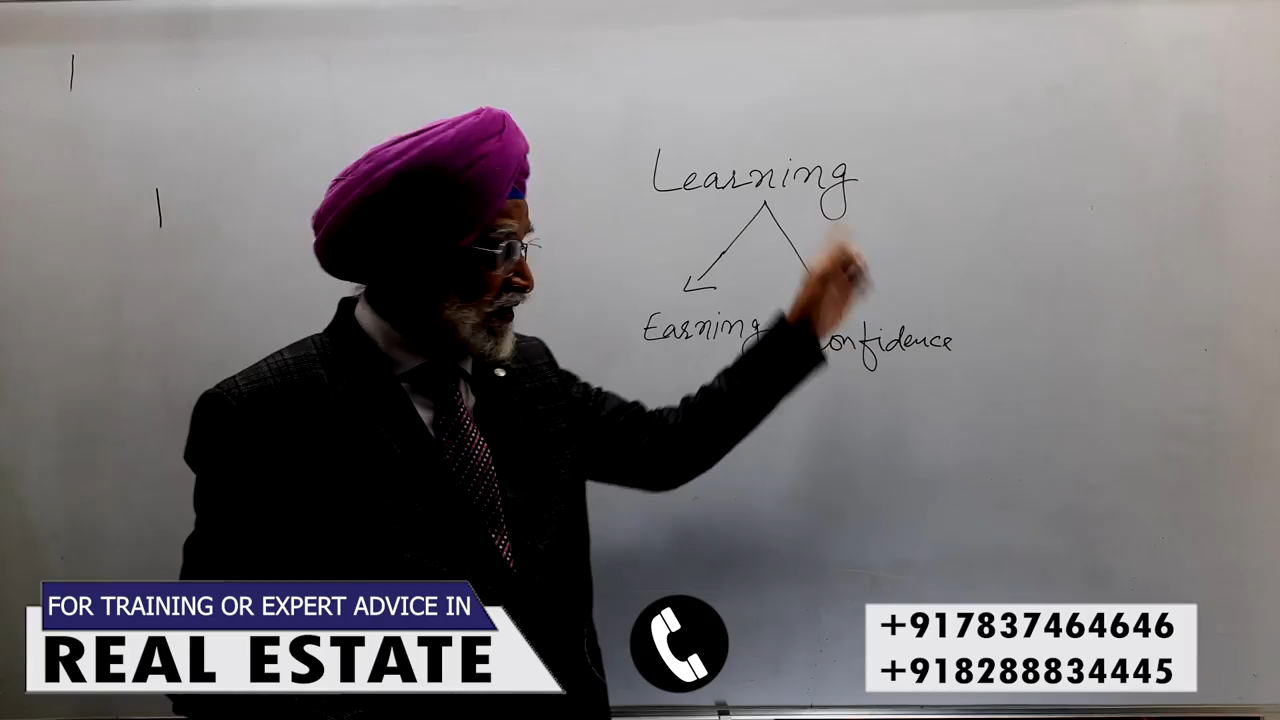 Learning
Earning
onfidence
FOR TRAINING OR EXPERT ADVICE IN
REAL ESTATE
+917837464646
+918288834445